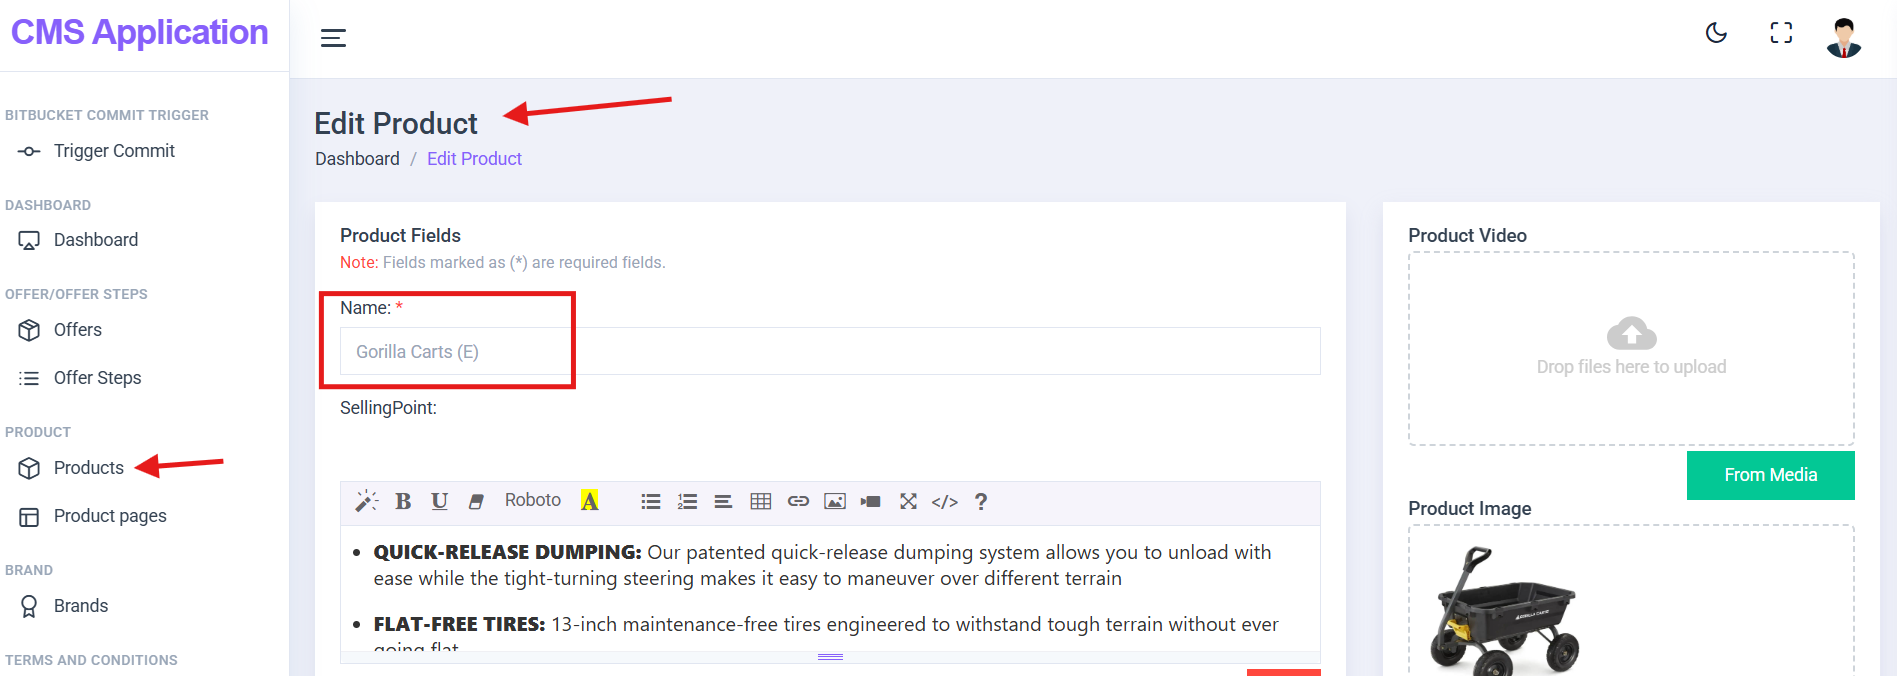 CMS Application
BITBUCKET COMMIT TRIGGER
Trigger Commit
DASHBOARD
Dashboard
OFFER/OFFER STEPS
Offers
Offer Steps
PRODUCT
Products
Product pages
BRAND
Brands
TERMS AND CONDITIONS
Edit Product
Dashboard / Edit Product
Product Fields
Note: Fields marked as (*) are required fields.
Name: *
Gorilla Carts (E)
SellingPoint:
B U Roboto A </> ?
• QUICK-RELEASE DUMPING: Our patented quick-release dumping system allows you to unload with
ease while the tight-turning steering makes it easy to maneuver over different terrain
• FLAT-FREE TIRES: 13-inch maintenance-free tires engineered to withstand tough terrain without ever
going flat
Product Video
Drop files here to upload
From Media
Product Image
GORILLA CARTS